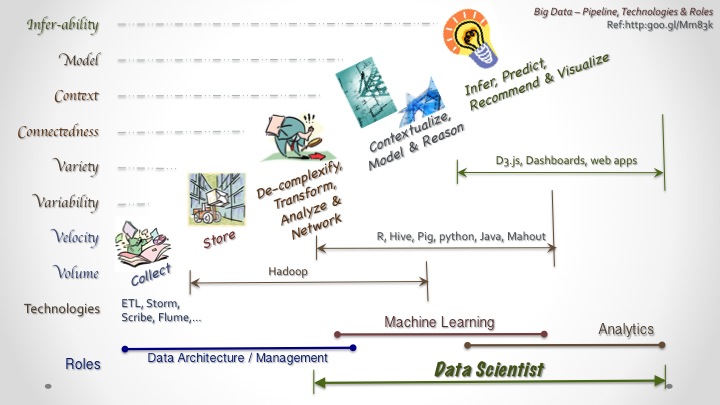 Big Data – Pipeline, Technologies & Roles
Ref:http:goo.gl/Mm83k
Infer-ability
Model
Context
Connectedness
Variety
Variability
Velocity
Volume
Infer, Predict,
Recommend & Visualize
Contextualize,
Model & Reason
De-complexify,
Transform,
Analyze &
Network
Store
Collect
D3.js, Dashboards, web apps
R, Hive, Pig, python, Java, Mahout
Hadoop
Technologies
ETL, Storm,
Scribe, Flume,...
Machine Learning
Analytics
Roles
Data Architecture / Management
Data Scientist